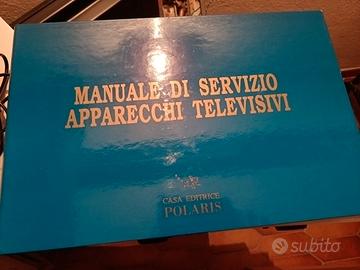 MANUALE DI SERVIZIO
APPARECCHI TELEVISIVI
CASA EDITRICE
POLARIS
subito